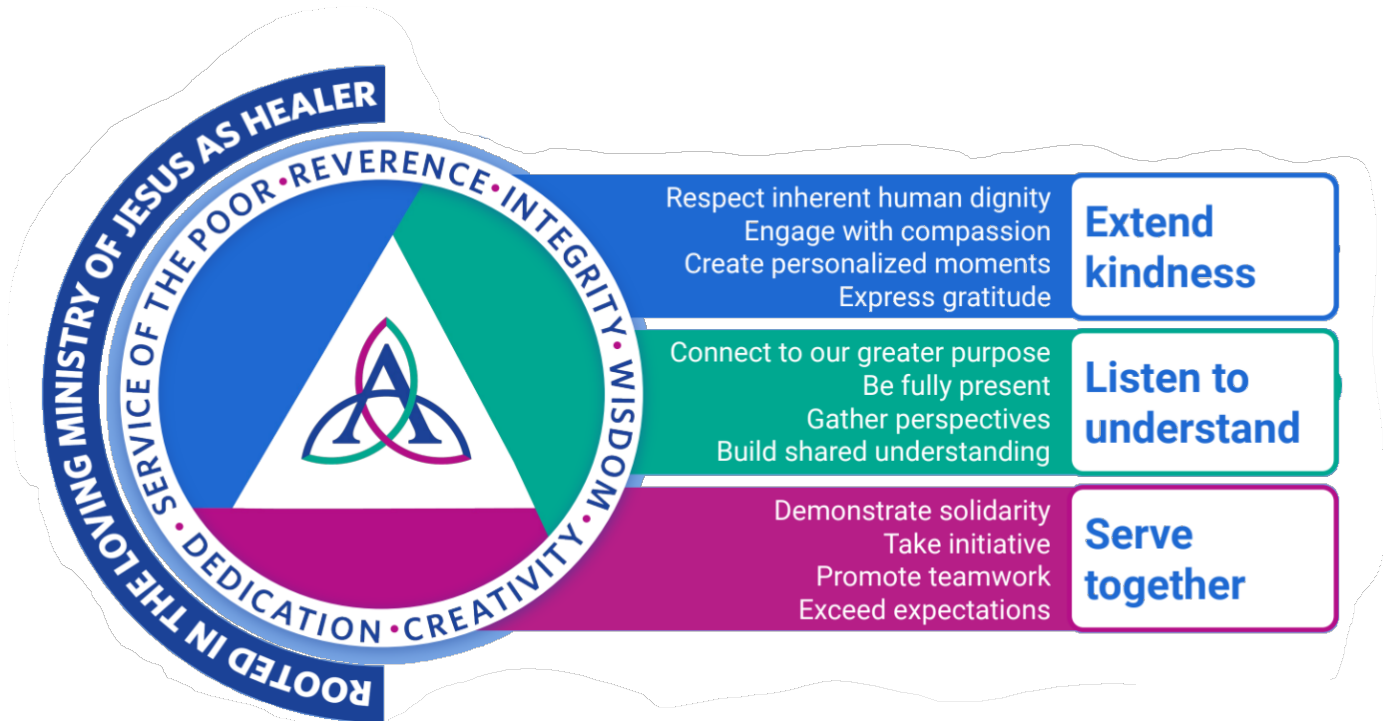 ROOTED IN THE LOVING MINISTRY OF JESUS AS HEALER
SERVICE OF THE POOR • REVERENCE • INTEGRITY • WISDOM • CREATIVITY • DEDICATION •
A
Respect inherent human dignity
Engage with compassion
Create personalized moments
Express gratitude
Extend
kindness
Connect to our greater purpose
Be fully present
Gather perspectives
Build shared understanding
Listen to
understand
Demonstrate solidarity
Take initiative
Promote teamwork
Exceed expectations
Serve
together